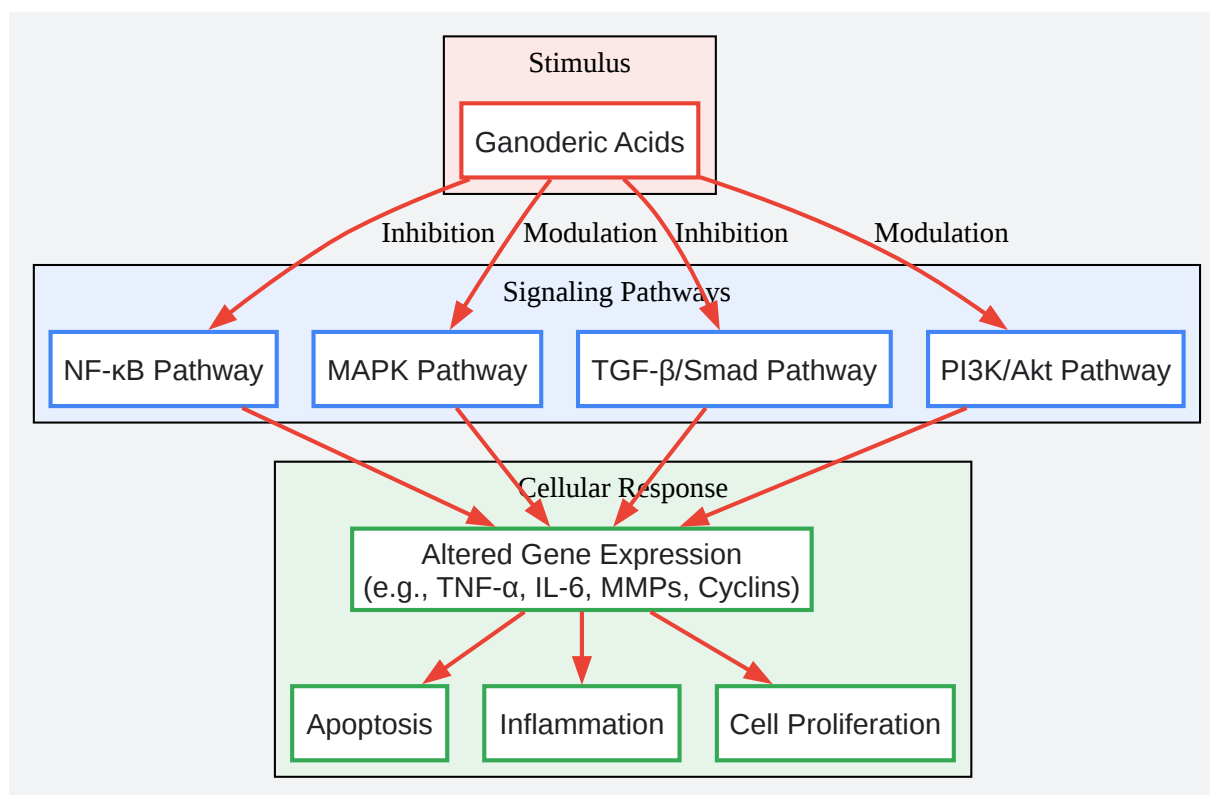 Stimulus
Ganoderic Acids
Inhibition
Modulation
Inhibition
Modulation
Signaling Pathways
NF-κB Pathway
MAPK Pathway
TGF-β/Smad Pathway
PI3K/Akt Pathway
Cellular Response
Altered Gene Expression
(e.g., TNF-α, IL-6, MMPs, Cyclins)
Apoptosis
Inflammation
Cell Proliferation